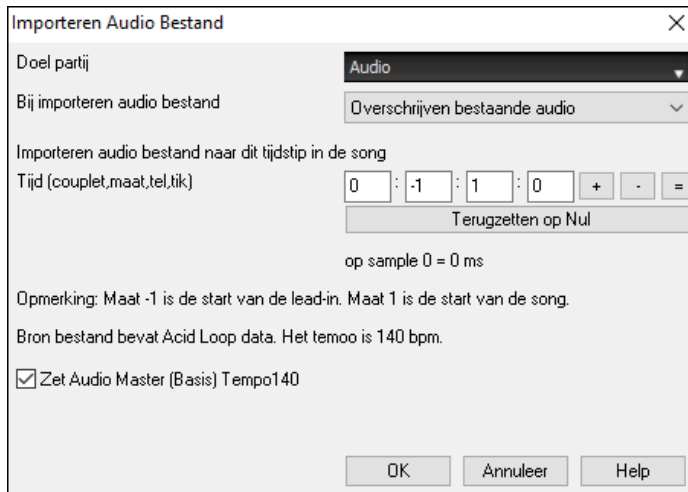 Importeren Audio Bestand
Doel partij
Audio
Bij importeren audio bestand
Overschrijven bestaande audio
Importeren audio bestand naar dit tijdstip in de song
Tijd (couplet,maat,tel,tik)
0 : -1 : 1 : 0 + - =
Terugzetten op Nul
op sample 0 = 0 ms
Opmerking: Maat -1 is de start van de lead-in. Maat 1 is de start van de song.
Bron bestand bevat Acid Loop data. Het temoo is 140 bpm.
Zet Audio Master (Basis) Tempo140
OK Annuleer Help